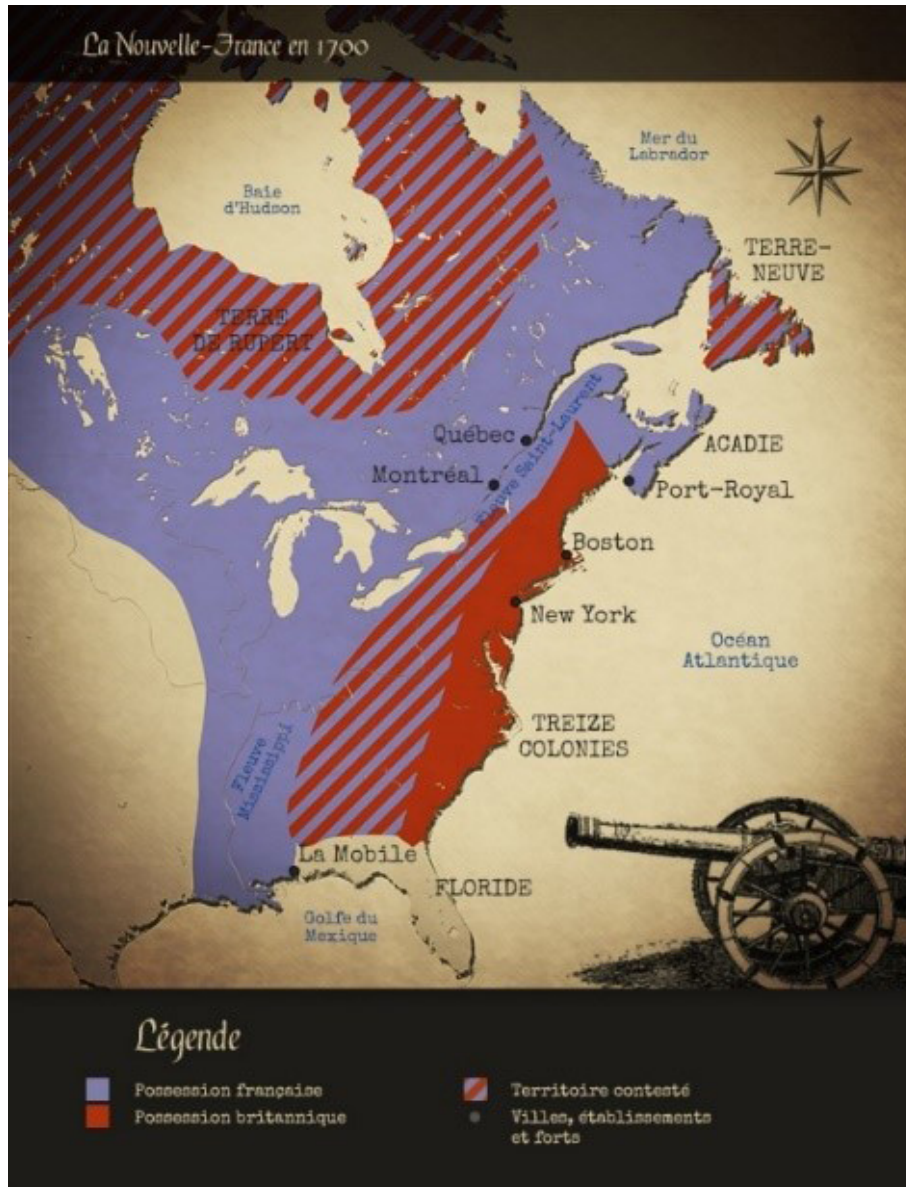 La Nouvelle-France en 1700
Mer du
Labrador
Baie
d'Hudson
TERRE-
NEUVE
TERRE
DE RUPERT
Fleuve Saint-Laurent
Québec
ACADIE
Montréal
Port-Royal
Boston
New York
Océan
Atlantique
TREIZE
COLONIES
Fleuve
Mississippi
La Mobile
FLORIDE
Golfe du
Mexique
Légende
Possession française
Possession britannique
Territoire contesté
Villes, établissements
et forts